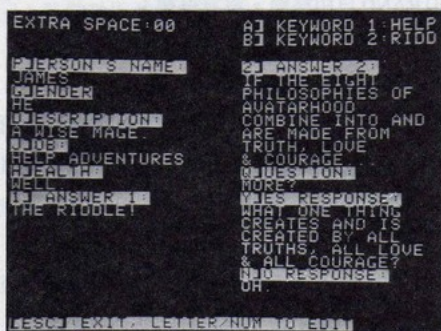 EXTRA SPACE:00
P]ERSON'S NAME:
JAMES
G]ENDER
HE
D]ESCRIPTION:
A WISE MAGE.
J]OB:
HELP ADVENTURES
H]EALTH:
WELL.
1] ANSWER 1:
THE RIDDLE!
A] KEYWORD 1:HELP
B] KEYWORD 2:RIDD
2] ANSWER 2:
IF THE EIGHT
PHILOSOPHIES OF
AVATARHOOD
COMBINE INTO AND
ARE MADE FROM
TRUTH, LOVE
& COURAGE...
Q]UESTION:
MORE?
Y]ES RESPONSE:
WHAT ONE THING
CREATES AND IS
CREATED BY ALL
TRUTHS, ALL LOVE
& ALL COURAGE?
N]O RESPONSE:
OH.
[ESC] EXIT, LETTER/NUM TO EDIT